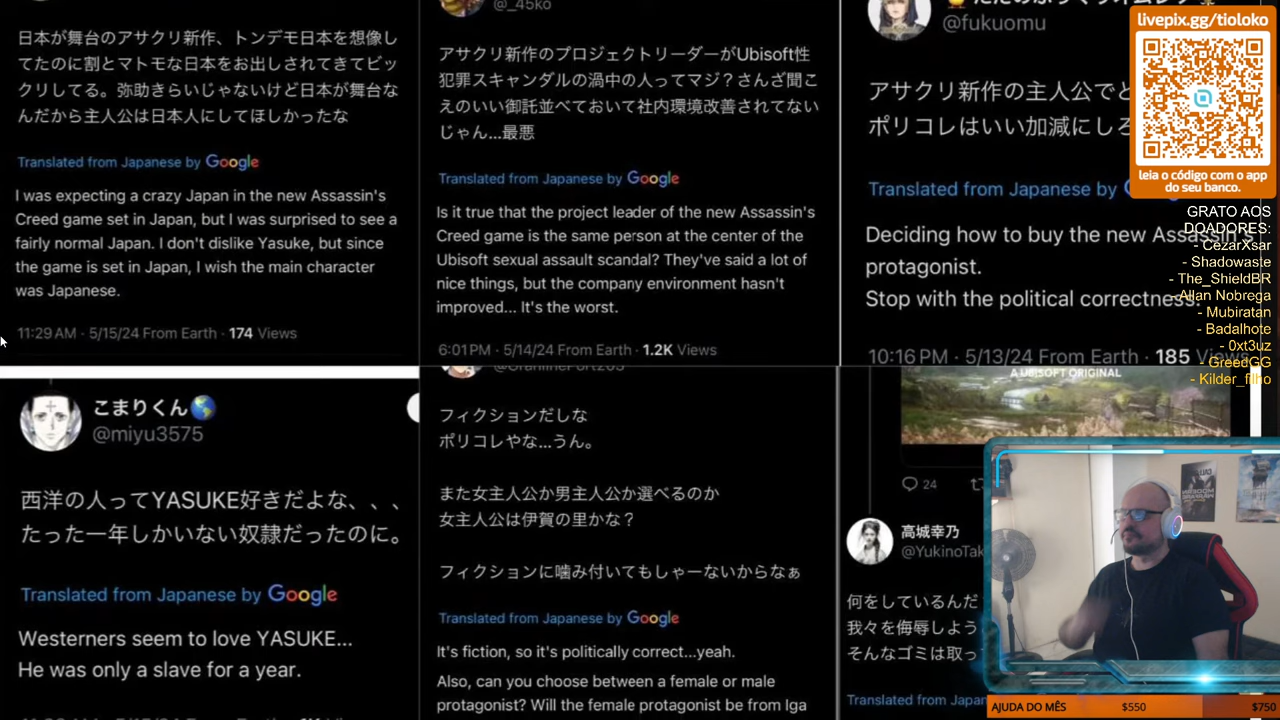 @_45ko
@fukuomu
livepix.gg/tioloko
leia o código com o app
do seu banco.
GRATO AOS
DOADORES:
- CezarXsar
- Shadowaste
- The_ShieldBR
- Allan Nobrega
- Mubiratan
- Badalhote
- 0xt3uz
- GreedGG
- Kilder_filho
日本が舞台のアサクリ新作、トンデモ日本を想像し
てたのに割とマトモな日本をお出しされてきてビッ
クリしてる。弥助きらいじゃないけど日本が舞台な
んだから主人公は日本人にしてほしかったな
Translated from Japanese by Google
I was expecting a crazy Japan in the new Assassin's
Creed game set in Japan, but I was surprised to see a
fairly normal Japan. I don't dislike Yasuke, but since
the game is set in Japan, I wish the main character
was Japanese.
11:29 AM · 5/15/24 From Earth · 174 Views
アサクリ新作のプロジェクトリーダーがUbisoft性
犯罪スキャンダルの渦中の人ってマジ？さんざ聞こ
えのいい御託並べておいて社内環境改善されてない
じゃん...最悪
Translated from Japanese by Google
Is it true that the project leader of the new Assassin's
Creed game is the same person at the center of the
Ubisoft sexual assault scandal? They've said a lot of
nice things, but the company environment hasn't
improved... It's the worst.
6:01 PM · 5/14/24 From Earth · 1.2K Views
アサクリ新作の主人公でと
ポリコレはいい加減にしろ
Translated from Japanese by
Deciding how to buy the new Assassin's
protagonist.
Stop with the political correctness.
10:16 PM · 5/13/24 From Earth · 185 Views
こまりくん
@miyu3575
西洋の人ってYASUKE好きだよな、、、
たった一年しかいない奴隷だったのに。
Translated from Japanese by Google
Westerners seem to love YASUKE...
He was only a slave for a year.
フィクションだしな
ポリコレやな...うん。
また女主人公か男主人公か選べるのか
女主人公は伊賀の里かな？
フィクションに噛み付いてもしゃーないからなぁ
Translated from Japanese by Google
It's fiction, so it's politically correct...yeah.
Also, can you choose between a female or male
protagonist? Will the female protagonist be from Iga
A UBISOFT ORIGINAL
24
高城幸乃
@YukinoTak
何をしているんだ
我々を侮辱しよう
そんなゴミは取っ
Translated from Japan
AJUDA DO MÊS $550 $750